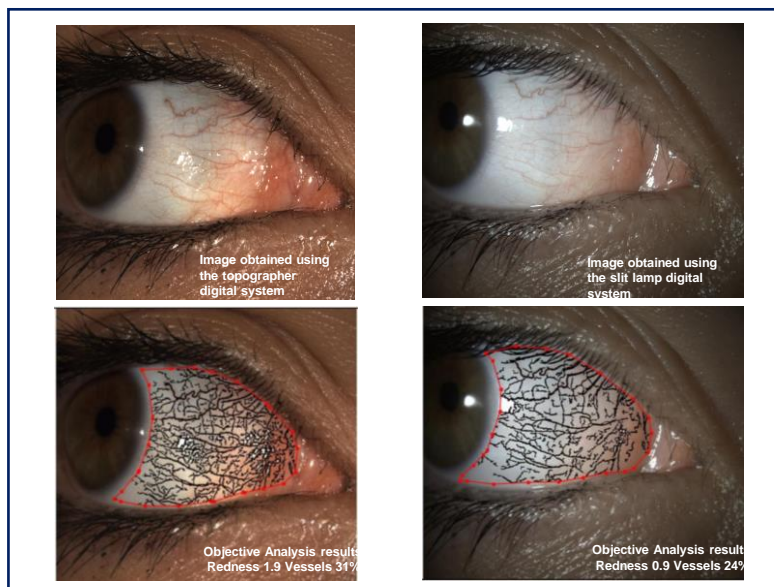 Image obtained using
the topographer
digital system
Image obtained using
the slit lamp digital
system
Objective Analysis results
Redness 1.9 Vessels 31%
Objective Analysis results
Redness 0.9 Vessels 24%